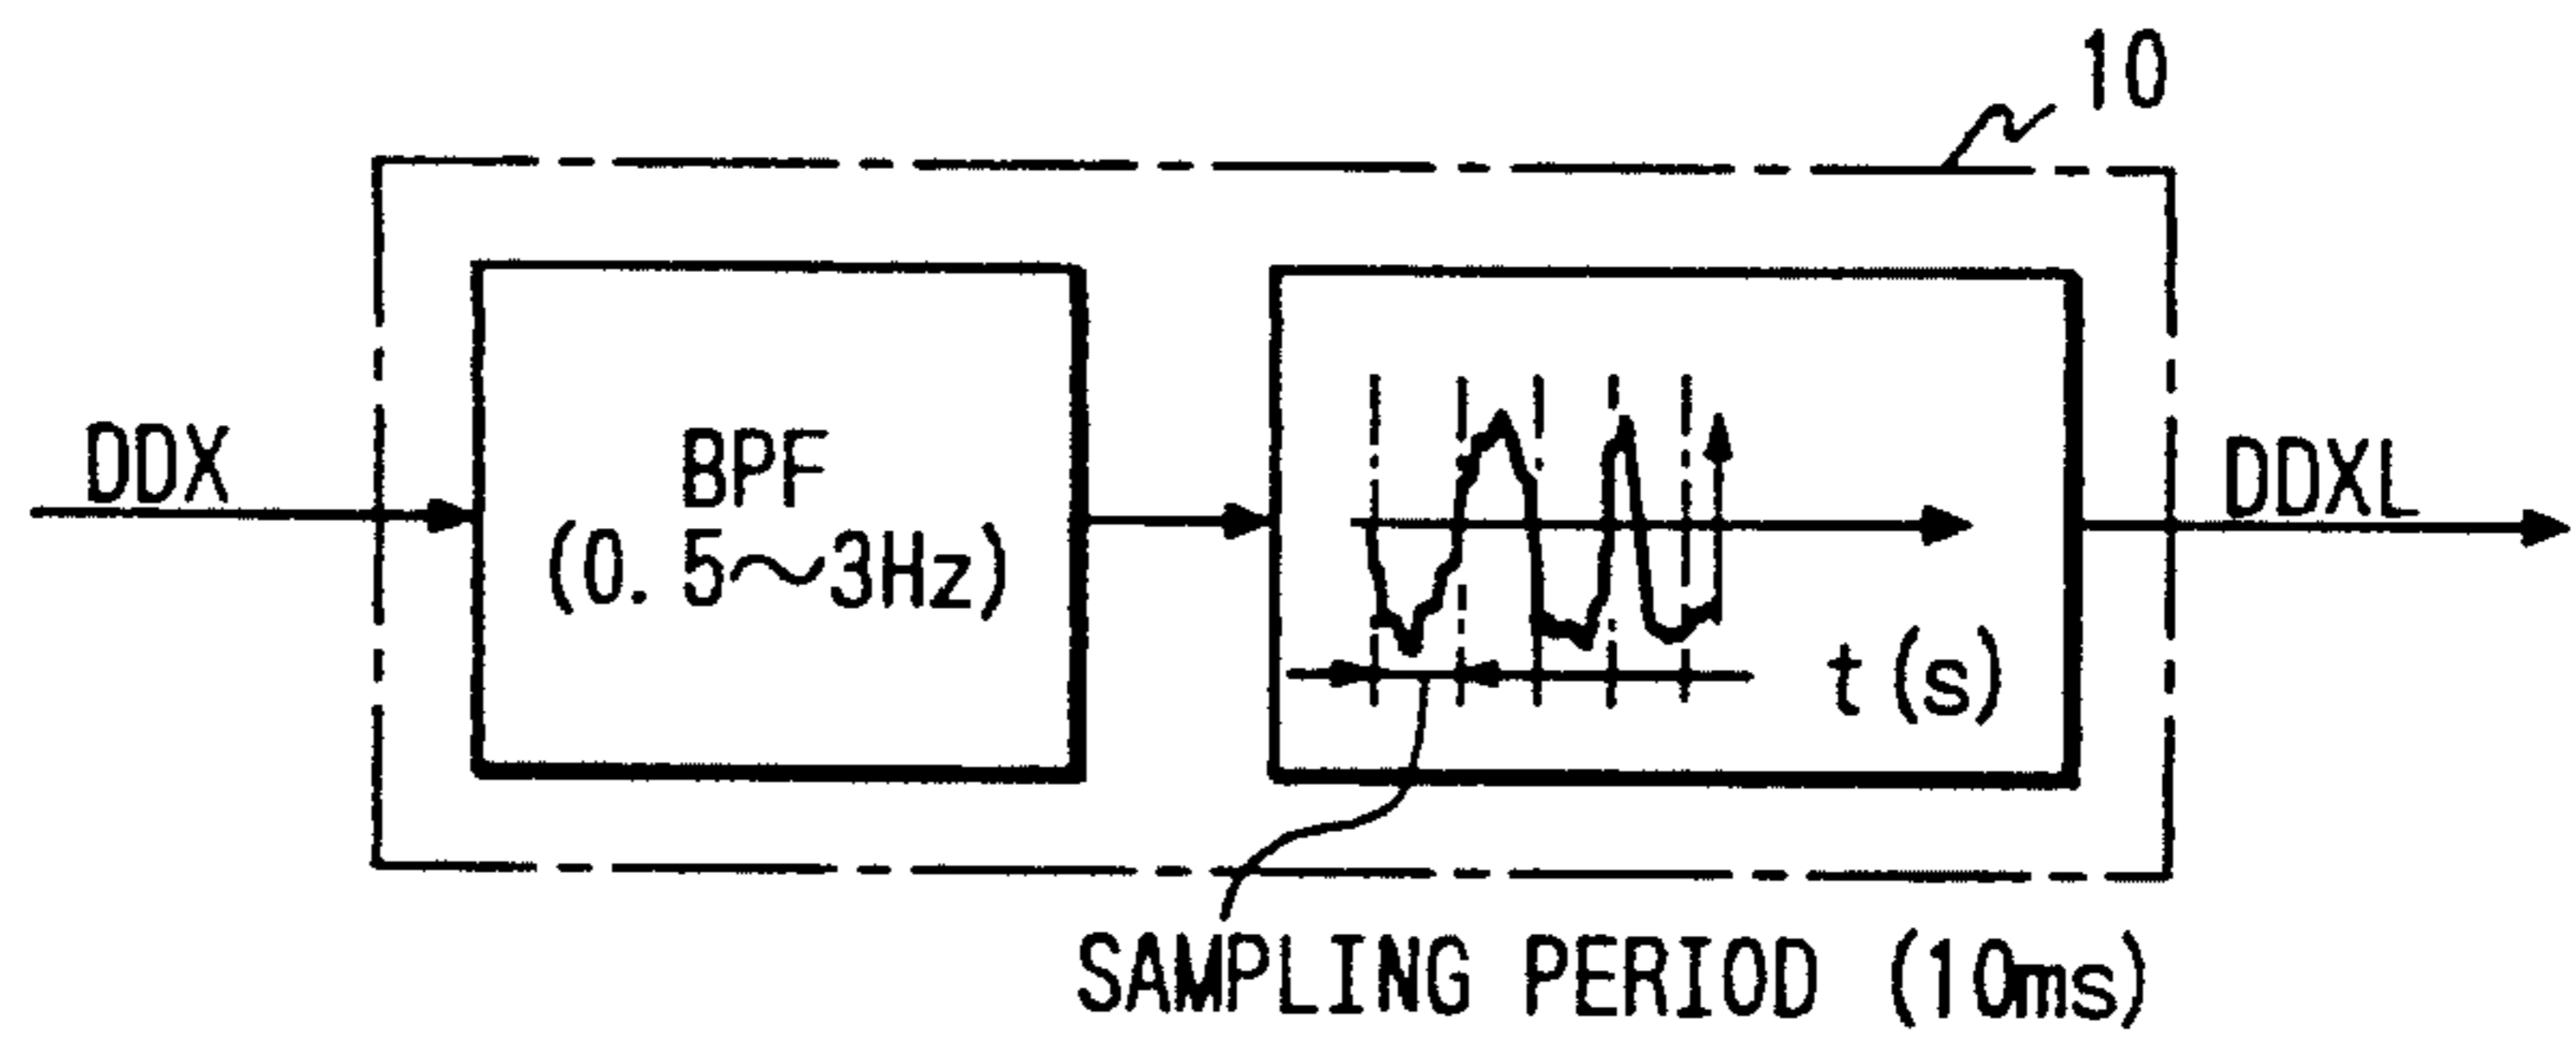 10
DDX
BPF
(0.5～3Hz)
DDXL
t(s)
SAMPLING PERIOD (10ms)